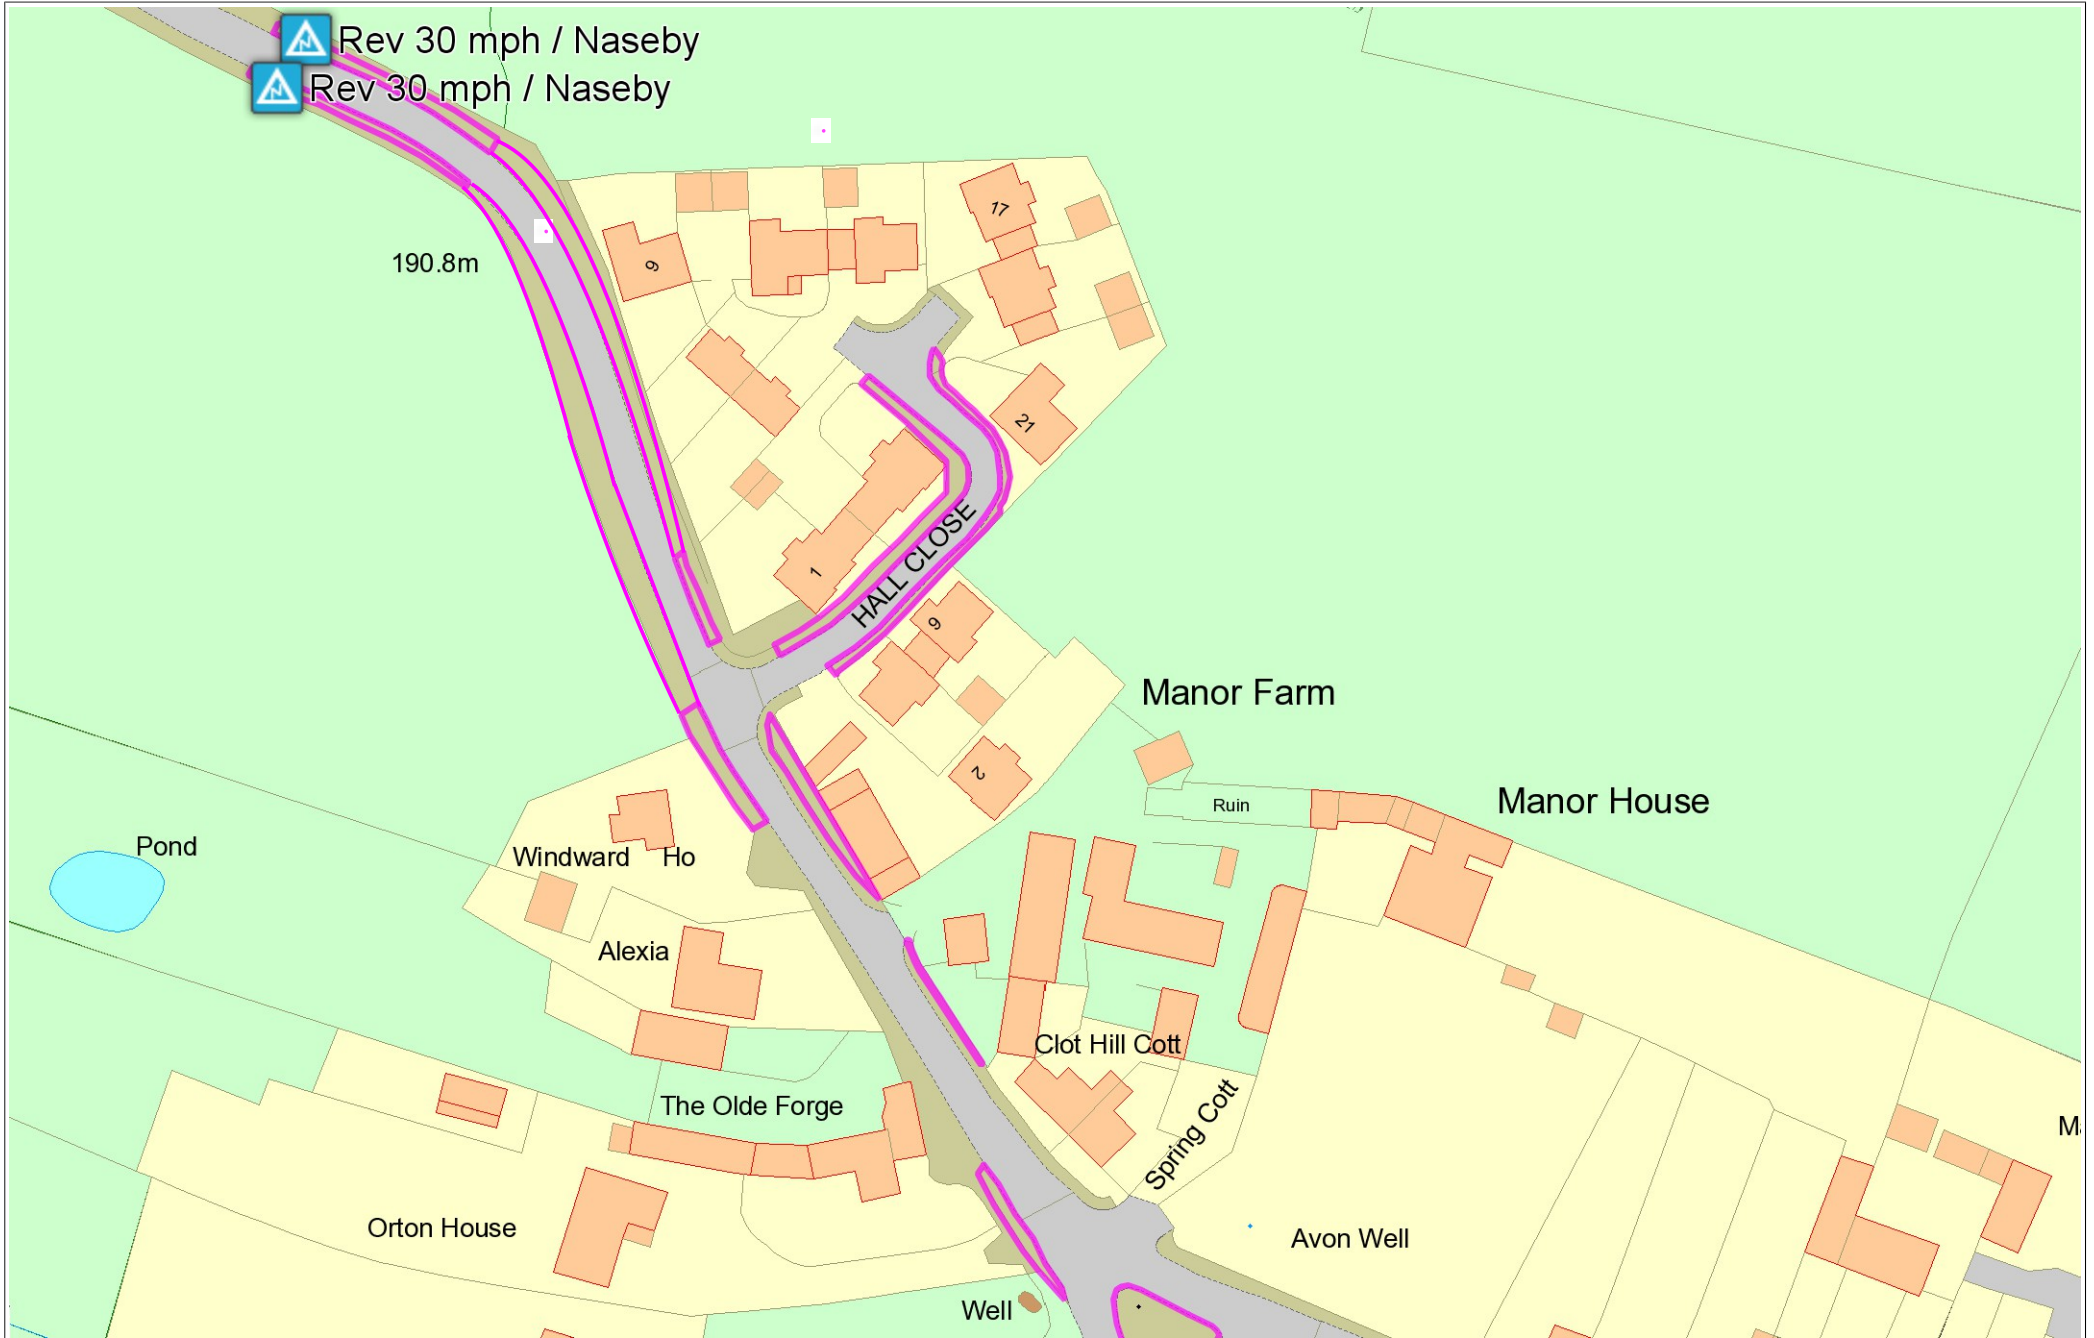 Rev 30 mph / Naseby
Rev 30 mph / Naseby
17
9
190.8m
21
HALL CLOSE
1
9
Manor Farm
2
Manor House
Ruin
Pond
Windward Ho
Alexia
Clot Hill Cott
Spring Cott
The Olde Forge
Orton House
Avon Well
Well